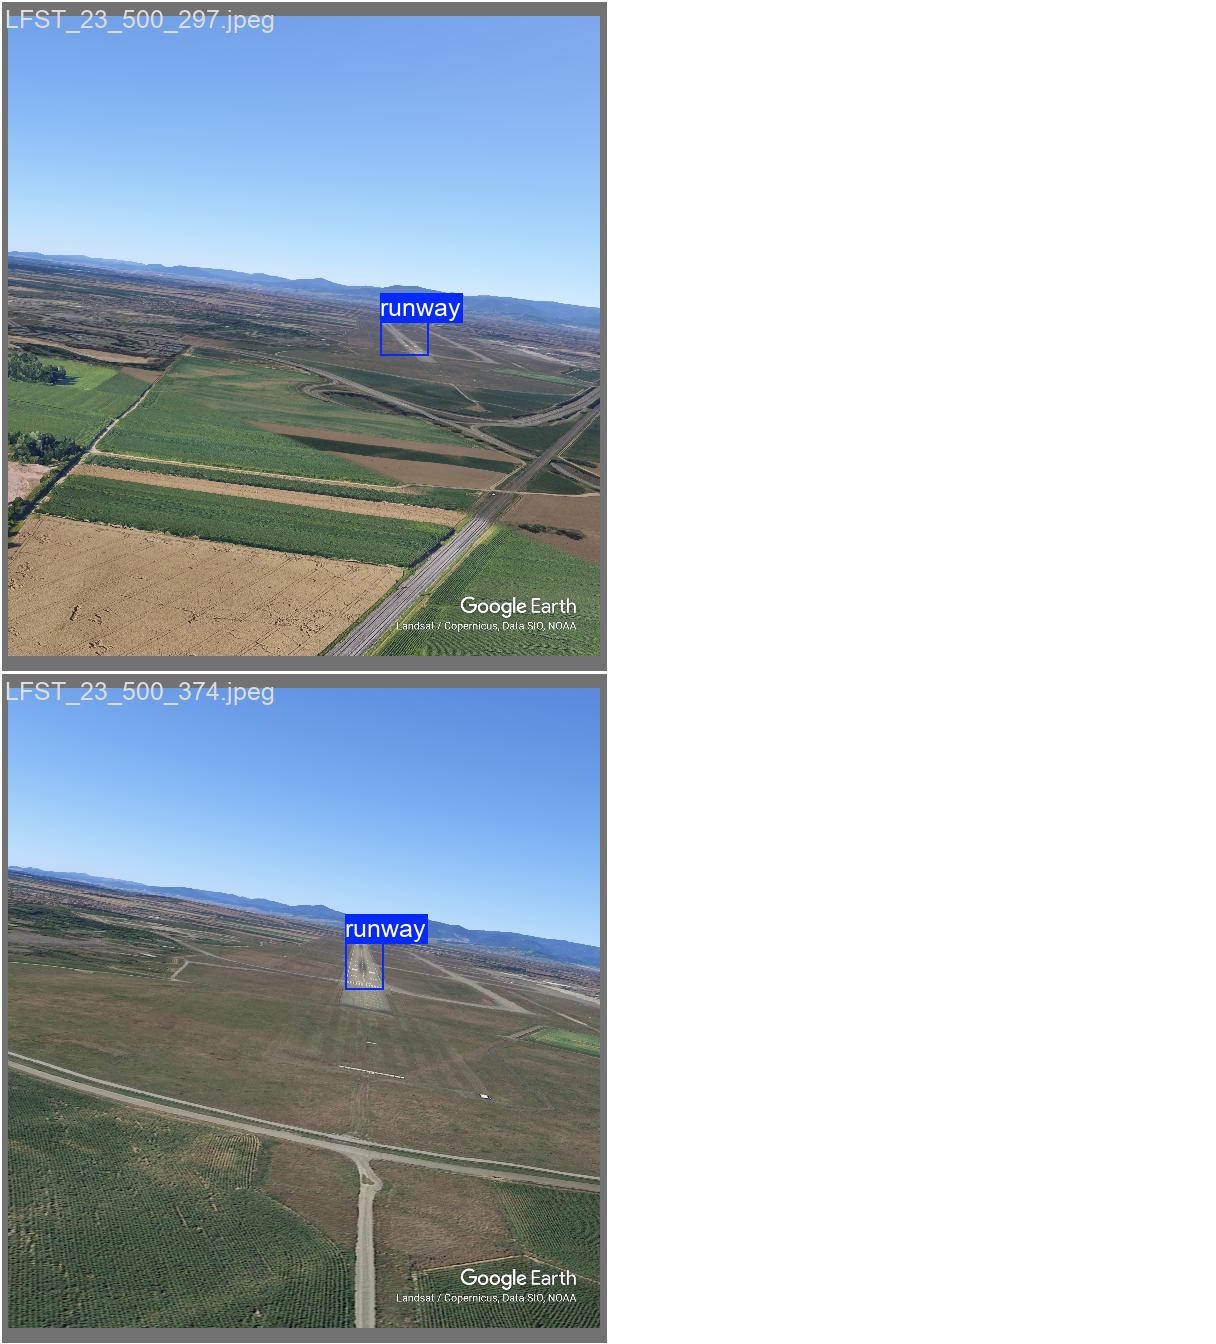 LFST_23_500_297.jpeg
runway
Google Earth
Landsat / Copernicus, Data SIO, NOAA
LFST_23_500_374.jpeg
runway
Google Earth
Landsat / Copernicus, Data SIO, NOAA